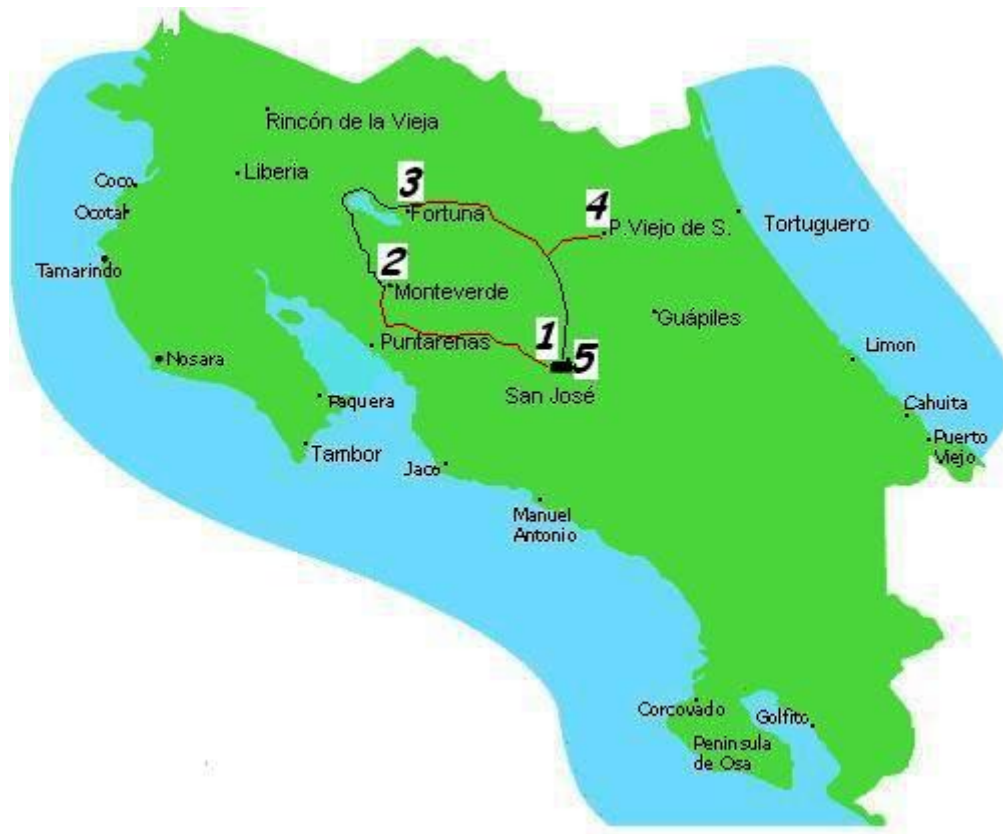 Rincón de la Vieja
Liberia
Coco
Ocotal
Tamarindo
3
Fortuna
4
P.Viejo de S.
Tortuguero
2
Monteverde
Guápiles
1
5
Puntarenas
San José
Nosara
Limon
Paquera
Cahuita
Tambor
Jaco
Puerto
Viejo
Manuel
Antonio
Corcovado
Golfito
Peninsula
de Osa